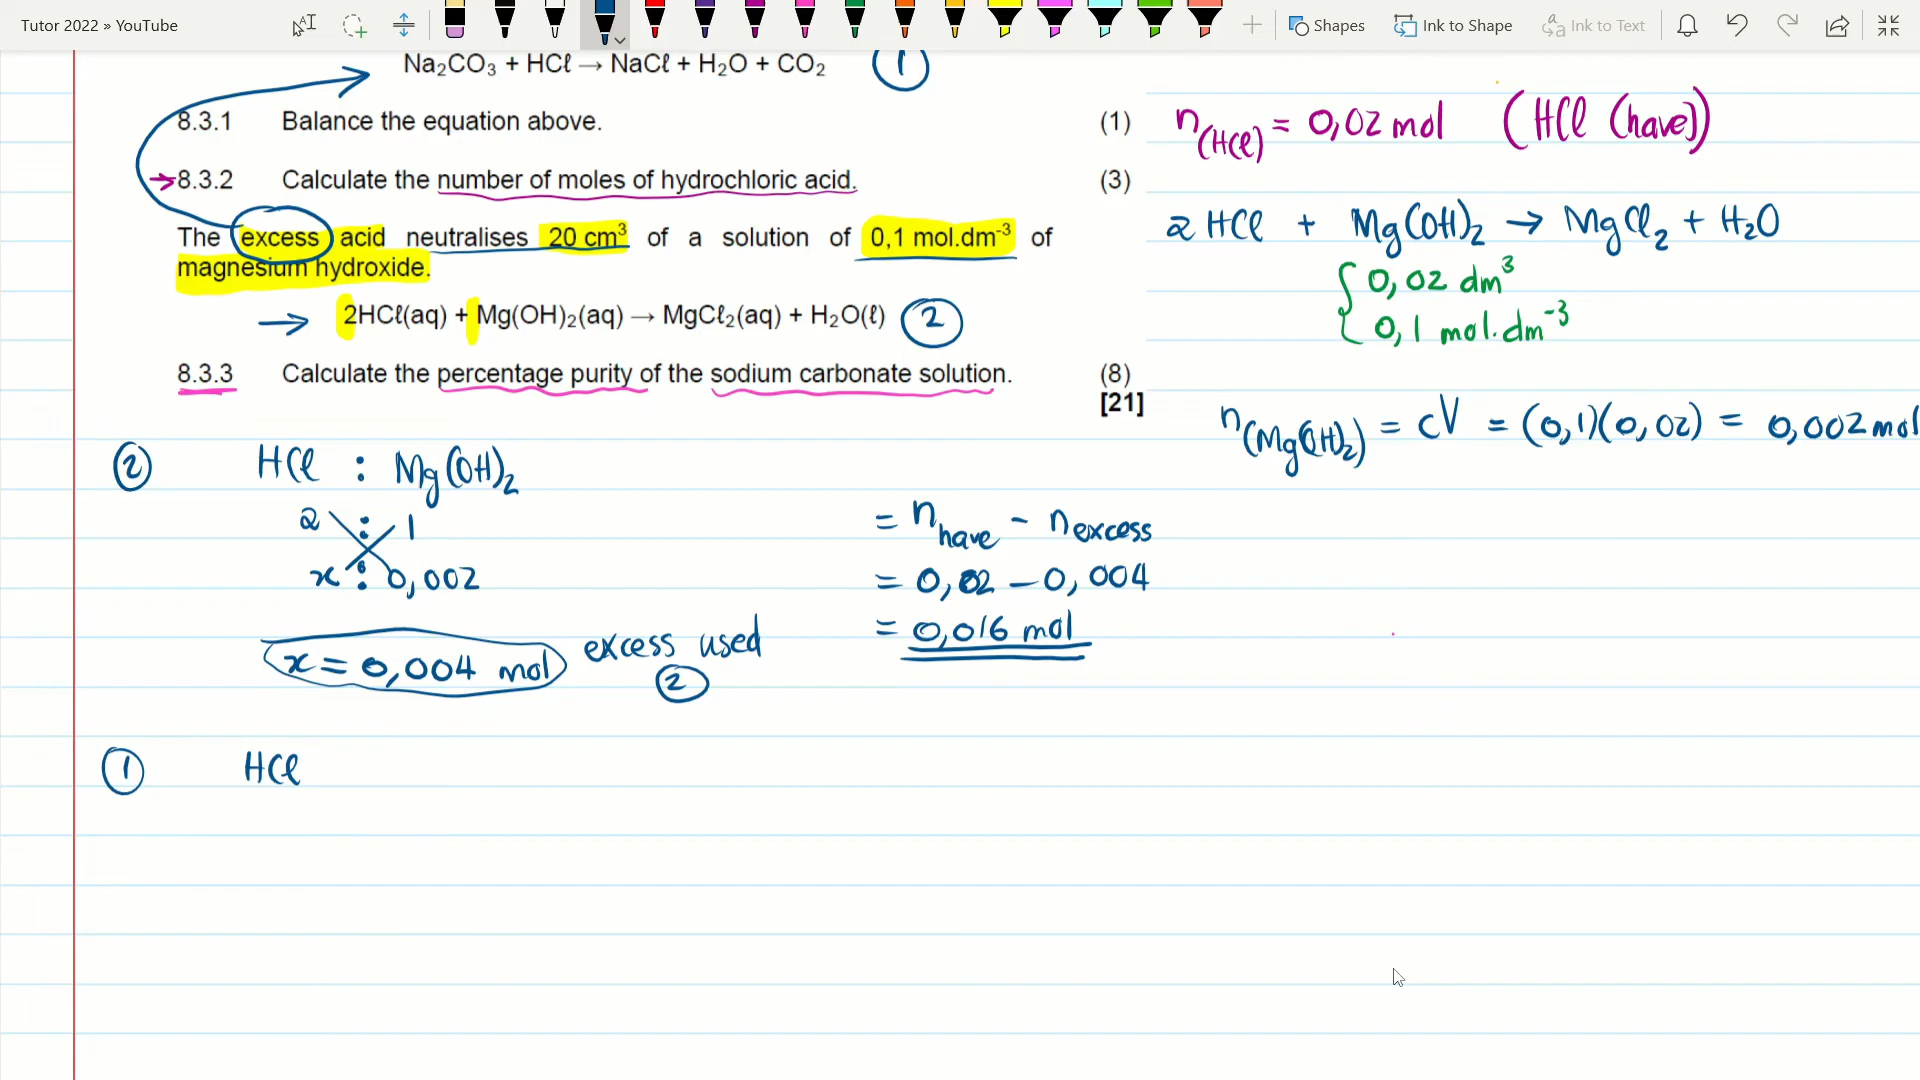 Tutor 2022 » YouTube
Shapes
Ink to Shape
Ink to Text
Na₂CO₃ + HCℓ → NaCℓ + H₂O + CO₂ 1
8.3.1 Balance the equation above. (1)
8.3.2 Calculate the number of moles of hydrochloric acid. (3)
The excess acid neutralises 20 cm³ of a solution of 0,1 mol.dm⁻³ of
magnesium hydroxide.
2HCℓ(aq) + Mg(OH)₂(aq) → MgCℓ₂(aq) + H₂O(ℓ) 2
8.3.3 Calculate the percentage purity of the sodium carbonate solution. (8)
[21]
n(HCℓ) = 0,02 mol (HCℓ (have))
2 HCℓ + Mg(OH)₂ → MgCℓ₂ + H₂O
0,02 dm³
0,1 mol.dm⁻³
n(Mg(OH)₂) = cV = (0,1)(0,02) = 0,002 mol
2 HCℓ : Mg(OH)₂
2 : 1
x : 0,002
x = 0,004 mol excess used
2
= n have - n excess
= 0,02 - 0,004
= 0,016 mol
1 HCℓ